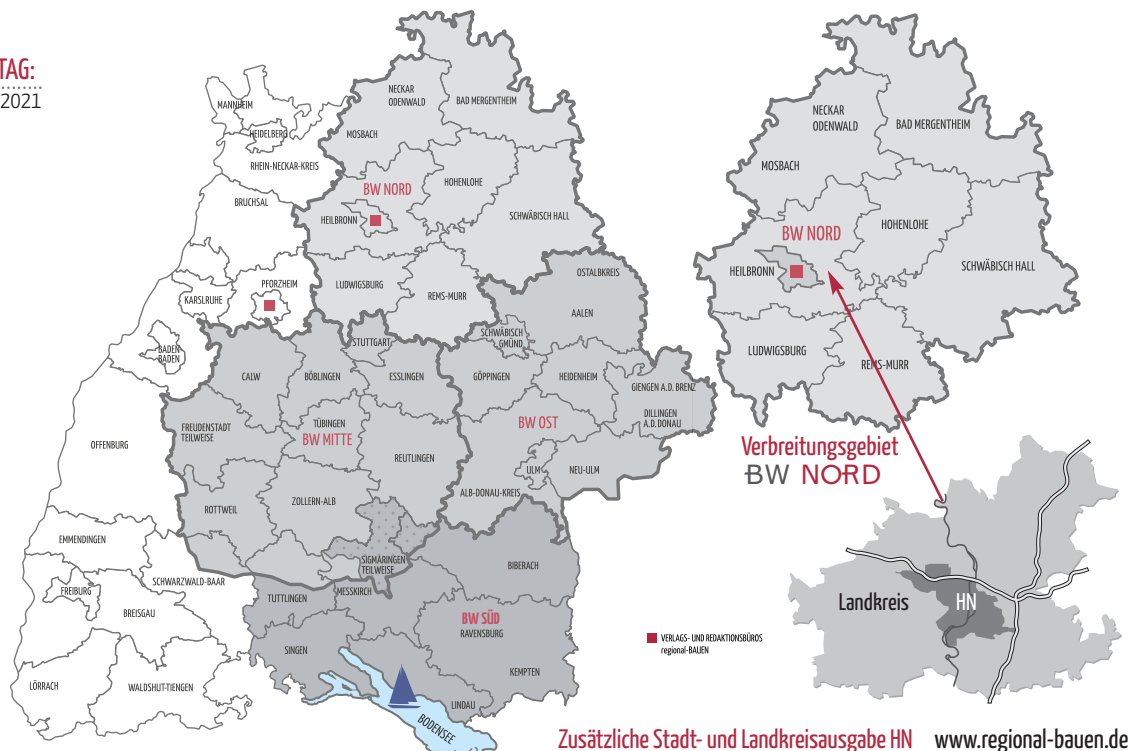 TAG:
2021
MANNHEIM
HEIDELBERG
RHEIN-NECKAR-KREIS
BRUCHSAL
KARLSRUHE
PFORZHEIM
BADEN
BADEN
OFFENBURG
EMMENDINGEN
FREIBURG
BREISGAU
SCHWARZWALD-BAAR
LÖRRACH
WALDSHUT-TIENGEN
NECKAR
ODENWALD
BAD MERGENTHEIM
MOSBACH
BW NORD
HOHENLOHE
HEILBRONN
SCHWÄBISCH HALL
LUDWIGSBURG
REMS-MURR
OSTALBKREIS
AALEN
SCHWÄBISCH
GMÜND
STUTTGART
CALW
BÖBLINGEN
ESSLINGEN
GÖPPINGEN
HEIDENHEIM
GIENGEN A.D. BRENZ
DILLINGEN
A.D. DONAU
FREUDENSTADT
TEILWEISE
TÜBINGEN
BW MITTE
BW OST
REUTLINGEN
ULM
NEU-ULM
ALB-DONAU-KREIS
ZOLLERN-ALB
ROTTWEIL
SIGMARINGEN
TEILWEISE
BIBERACH
TUTTLINGEN
MESSKIRCH
BW SÜD
RAVENSBURG
SINGEN
KEMPTEN
LINDAU
BODENSEE
NECKAR
ODENWALD
BAD MERGENTHEIM
MOSBACH
BW NORD
HOHENLOHE
HEILBRONN
SCHWÄBISCH HALL
LUDWIGSBURG
REMS-MURR
Verbreitungsgebiet
BW NORD
Landkreis
HN
VERLAGS- UND REDAKTIONSBÜROS
regional-BAUEN
Zusätzliche Stadt- und Landkreisausgabe HN www.regional-bauen.de